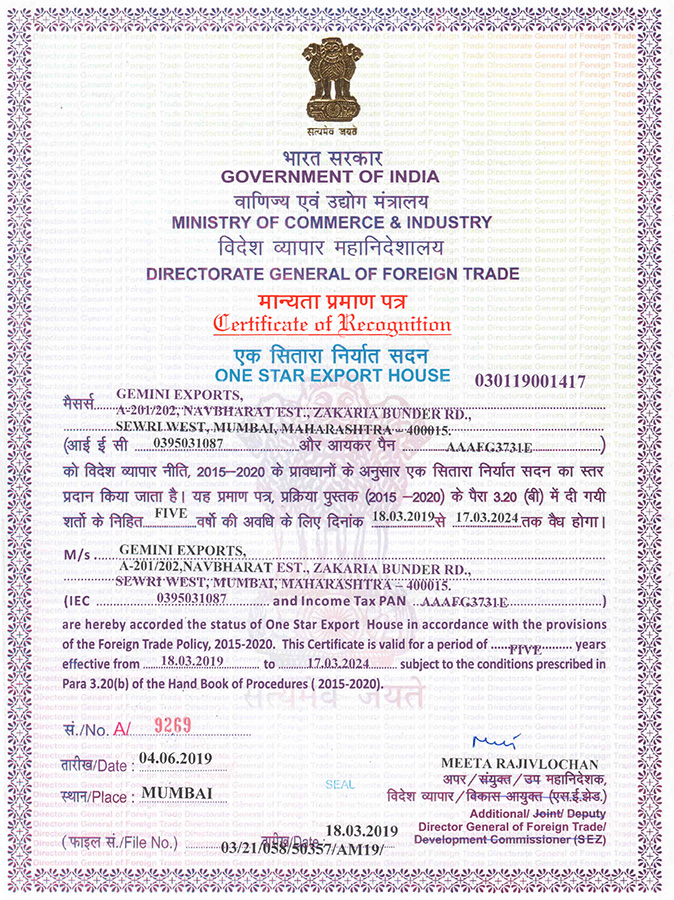 सत्यमेव जयते
भारत सरकार
GOVERNMENT OF INDIA
वाणिज्य एवं उद्योग मंत्रालय
MINISTRY OF COMMERCE & INDUSTRY
विदेश व्यापार महानिदेशालय
DIRECTORATE GENERAL OF FOREIGN TRADE
मान्यता प्रमाण पत्र
Certificate of Recognition
एक सितारा निर्यात सदन
ONE STAR EXPORT HOUSE
030119001417
मैसर्स GEMINI EXPORTS,
A-201/202, NAVBHARAT EST., ZAKARIA BUNDER RD.,
SEWRI WEST, MUMBAI, MAHARASHTRA – 400015.
(आई ई सी 0395031087 और आयकर पैन AAAFG3731E)
को विदेश व्यापार नीति, 2015–2020 के प्रावधानों के अनुसार एक सितारा निर्यात सदन का स्तर
प्रदान किया जाता है। यह प्रमाण पत्र, प्रक्रिया पुस्तक (2015 –2020) के पैरा 3.20 (बी) में दी गयी
शर्तो के निहित FIVE वर्षो की अवधि के लिए दिनांक 18.03.2019 से 17.03.2024 तक वैध होगा।
M/s GEMINI EXPORTS,
A-201/202,NAVBHARAT EST., ZAKARIA BUNDER RD.,
SEWRI WEST, MUMBAI, MAHARASHTRA – 400015.
(IEC 0395031087 and Income Tax PAN AAAFG3731E)
are hereby accorded the status of One Star Export House in accordance with the provisions
of the Foreign Trade Policy, 2015-2020. This Certificate is valid for a period of FIVE years
effective from 18.03.2019 to 17.03.2024 subject to the conditions prescribed in
Para 3.20(b) of the Hand Book of Procedures ( 2015-2020).
सत्यमेव जयते
सं./No. A/ 9269
तारीख/Date : 04.06.2019
स्थान/Place : MUMBAI
SEAL
MEETA RAJIVLOCHAN
अपर/संयुक्त/उप महानिदेशक,
विदेश व्यापार/विकास आयुक्त (एस.ई.झेड.)
Additional/ Joint/ Deputy
Director General of Foreign Trade/
Development Commissioner (SEZ)
(फाइल सं./File No.) 03/21/058/50357/AM19/ तारीख/Date : 18.03.2019